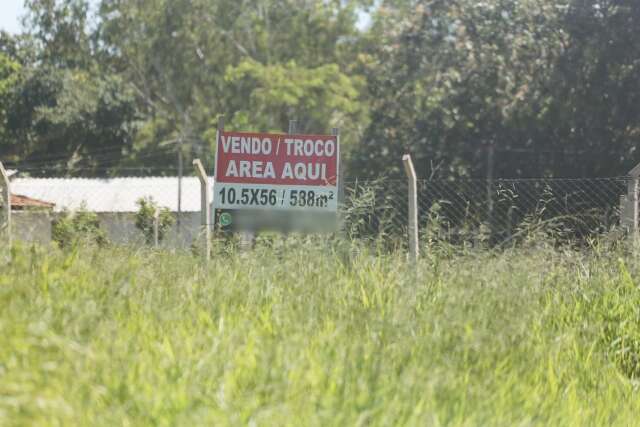 VENDO / TROCO
AREA AQUI
10.5X56 / 588m²